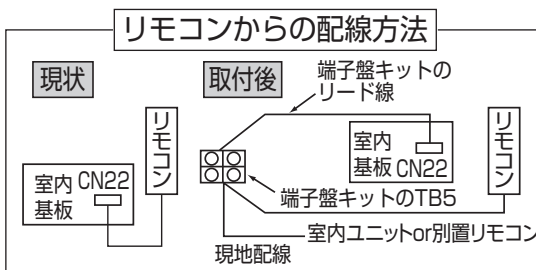 リモコンからの配線方法
現状
取付後
端子盤キットの
リード線
リモコン
室内 CN22
基板
室内
基板 CN22
リモコン
端子盤キットのTB5
室内ユニットor別置リモコン
現地配線